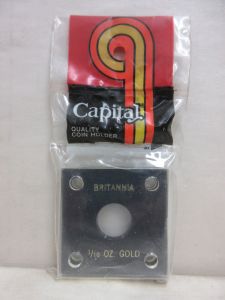 Capital
QUALITY
COIN HOLDER
BRITANNIA
1/10 OZ. GOLD